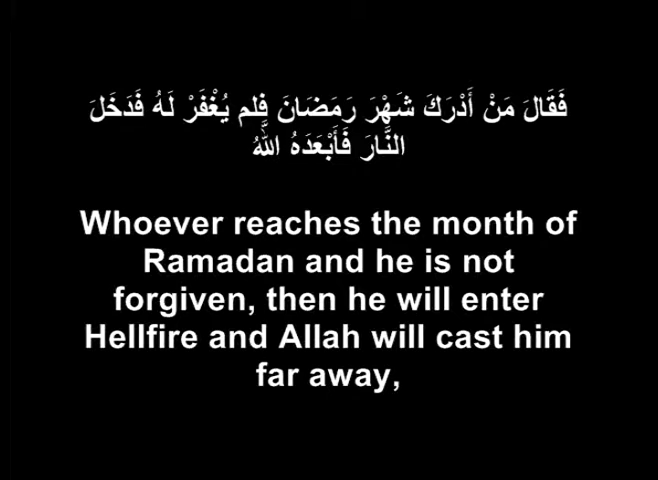 فَقَالَ مَنْ أَدْرَكَ شَهْرَ رَمَضَانَ فِلم يُغْفَرْ لَهُ فَدَخَلَ
النَّارَ فَأَبْعَدَهُ اللَّهُ
Whoever reaches the month of
Ramadan and he is not
forgiven, then he will enter
Hellfire and Allah will cast him
far away,